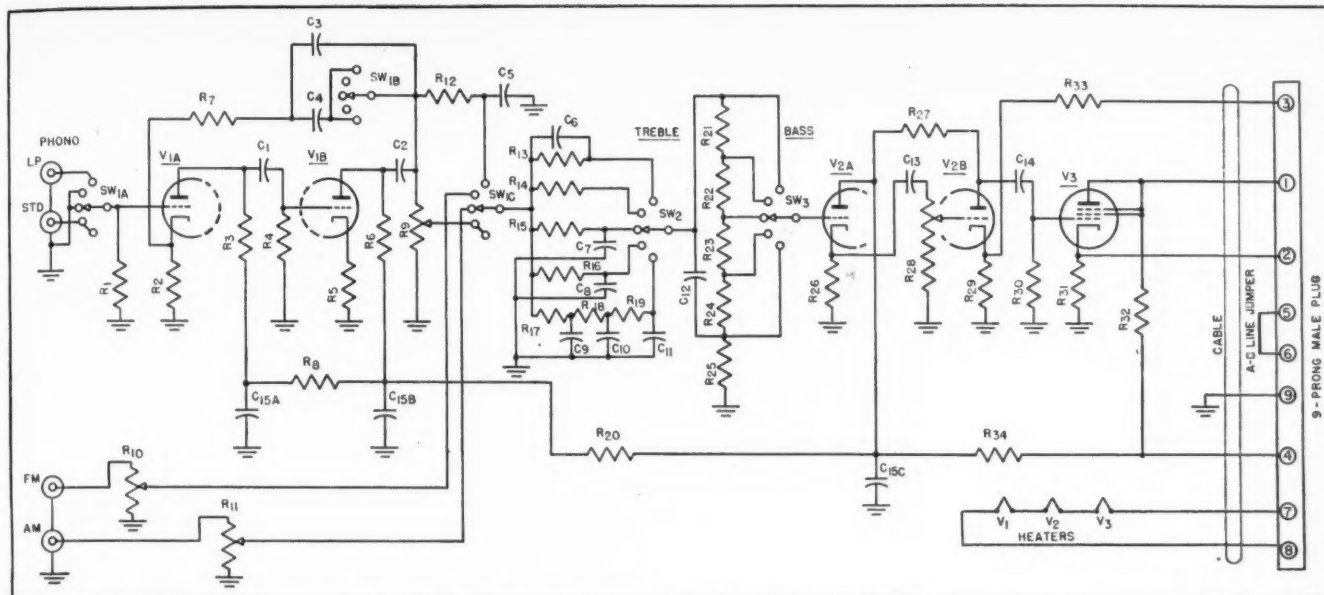 C3
C4
SW1B
R12
C5
R7
PHONO
LP
STD
SW1A
V1A
C1
V1B
C2
R1
R2
R3
R4
R5
R6
R9
SW1C
C6
R13
R14
R15
C7
R16
C8
R17
R18
R19
C9
C10
C11
TREBLE
SW2
C12
R21
R22
R23
R24
R25
BASS
SW3
V2A
R26
R27
C13
R28
V2B
R29
C14
R30
V3
R31
R32
R33
3
1
2
5
6
9
4
7
8
CABLE
A-C LINE JUMPER
9-PRONG MALE PLUG
R8
C15A
C15B
R20
C15C
R34
FM
R10
AM
R11
V1
V2
V3
HEATERS